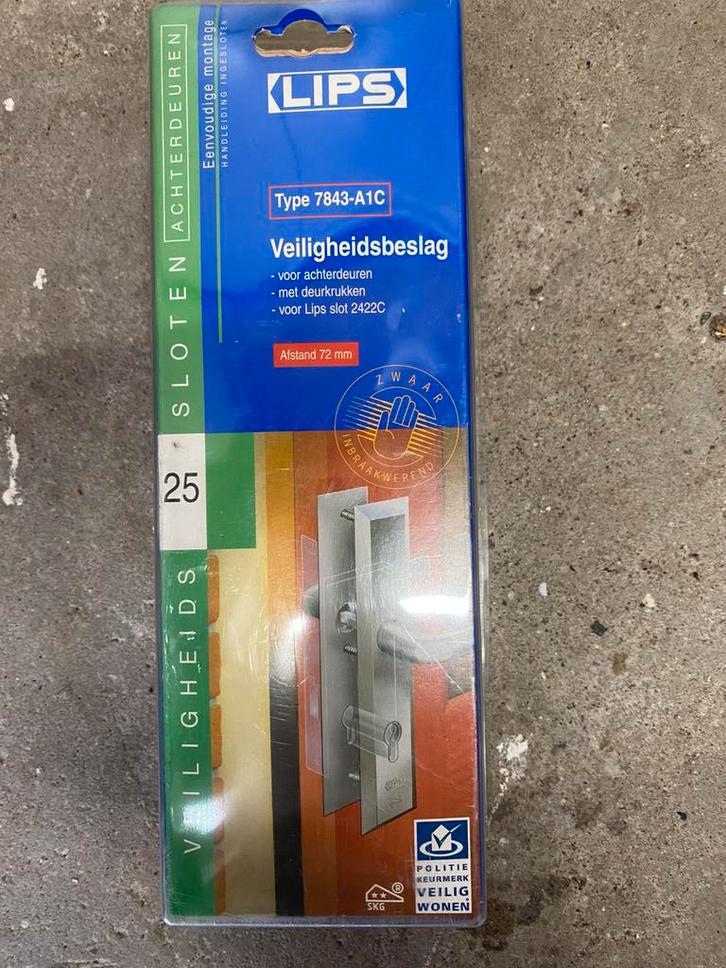 LIPS
Type 7843-A1C
Veiligheidsbeslag
- voor achterdeuren
- met deurkrukken
- voor Lips slot 2422C
Afstand 72 mm
ZWAAR
INBRAAKWEREND
Eenvoudige montage
HANDLEIDING INGESLOTEN
VEILIGHEIDS SLOTEN ACHTERDEUREN
25
LIPS
SKG®
POLITIE
KEURMERK
VEILIG
WONEN